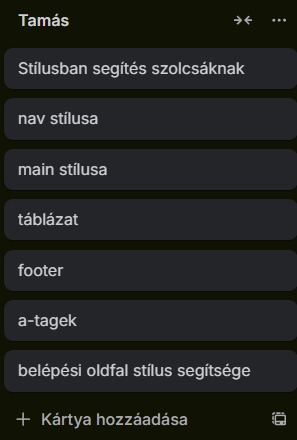 Tamás
Stílusban segítés szolcsáknak
nav stílusa
main stílusa
táblázat
footer
a-tagek
belépési oldfal stílus segítsége
Kártya hozzáadása